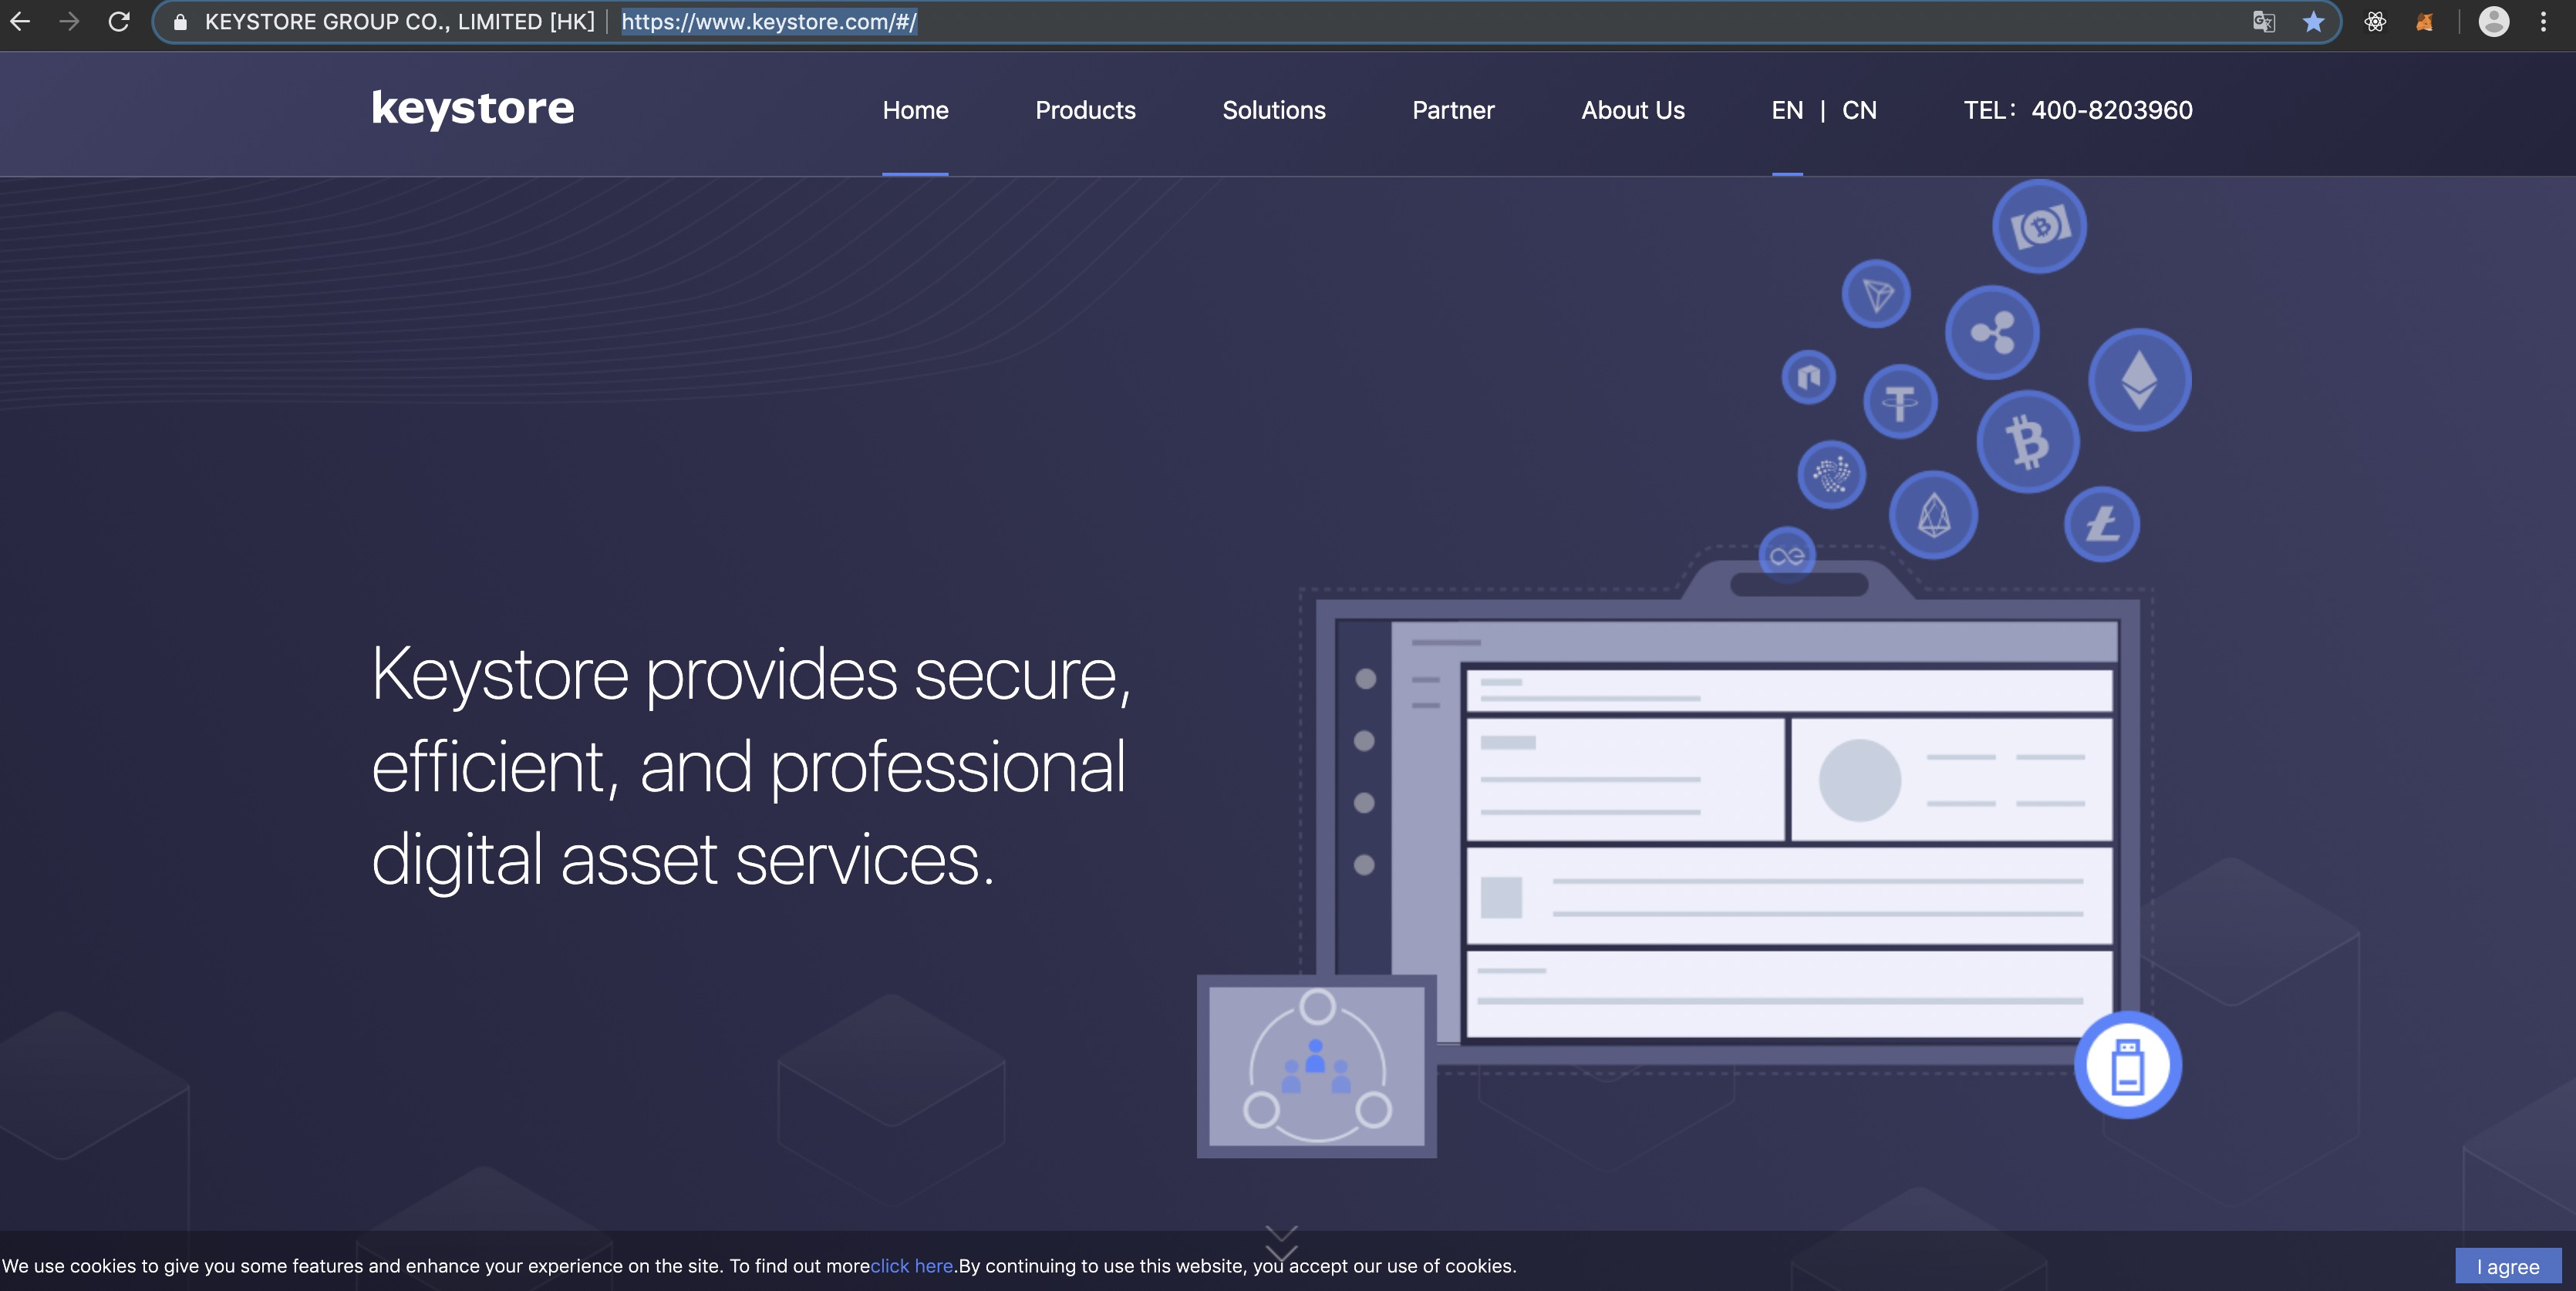 KEYSTORE GROUP CO., LIMITED [HK] | https://www.keystore.com/#/
keystore Home Products Solutions Partner About Us EN | CN TEL: 400-8203960
Keystore provides secure,
efficient, and professional
digital asset services.
We use cookies to give you some features and enhance your experience on the site. To find out moreclick here.By continuing to use this website, you accept our use of cookies. I agree